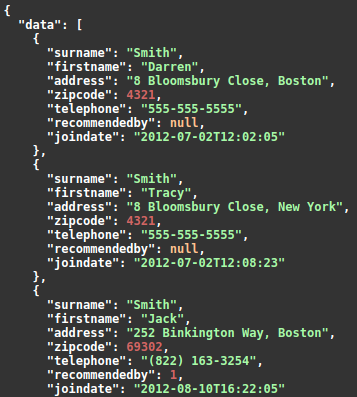 {
  "data": [
    {
      "surname": "Smith",
      "firstname": "Darren",
      "address": "8 Bloomsbury Close, Boston",
      "zipcode": 4321,
      "telephone": "555-555-5555",
      "recommendedby": null,
      "joindate": "2012-07-02T12:02:05"
    },
    {
      "surname": "Smith",
      "firstname": "Tracy",
      "address": "8 Bloomsbury Close, New York",
      "zipcode": 4321,
      "telephone": "555-555-5555",
      "recommendedby": null,
      "joindate": "2012-07-02T12:08:23"
    },
    {
      "surname": "Smith",
      "firstname": "Jack",
      "address": "252 Binkington Way, Boston",
      "zipcode": 69302,
      "telephone": "(822) 163-3254",
      "recommendedby": 1,
      "joindate": "2012-08-10T16:22:05"